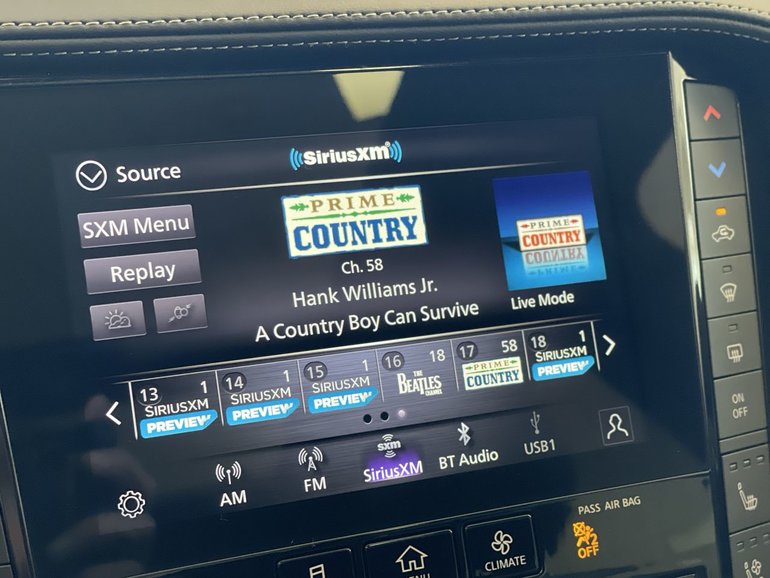 SiriusXM
Source
SXM Menu
Replay
PRIME
COUNTRY
Ch. 58
Hank Williams Jr.
A Country Boy Can Survive
PRIME
COUNTRY
Live Mode
13 1
SIRIUSXM
PREVIEW
14 1
SIRIUSXM
PREVIEW
15 1
SIRIUSXM
PREVIEW
16 18
THE
BEATLES
CHANNEL
17 58
PRIME
COUNTRY
18 1
SIRIUSXM
PREVIEW
AM
FM
sxm
SiriusXM
BT Audio
USB1
ON
OFF
PASS AIR BAG
2
OFF
CLIMATE